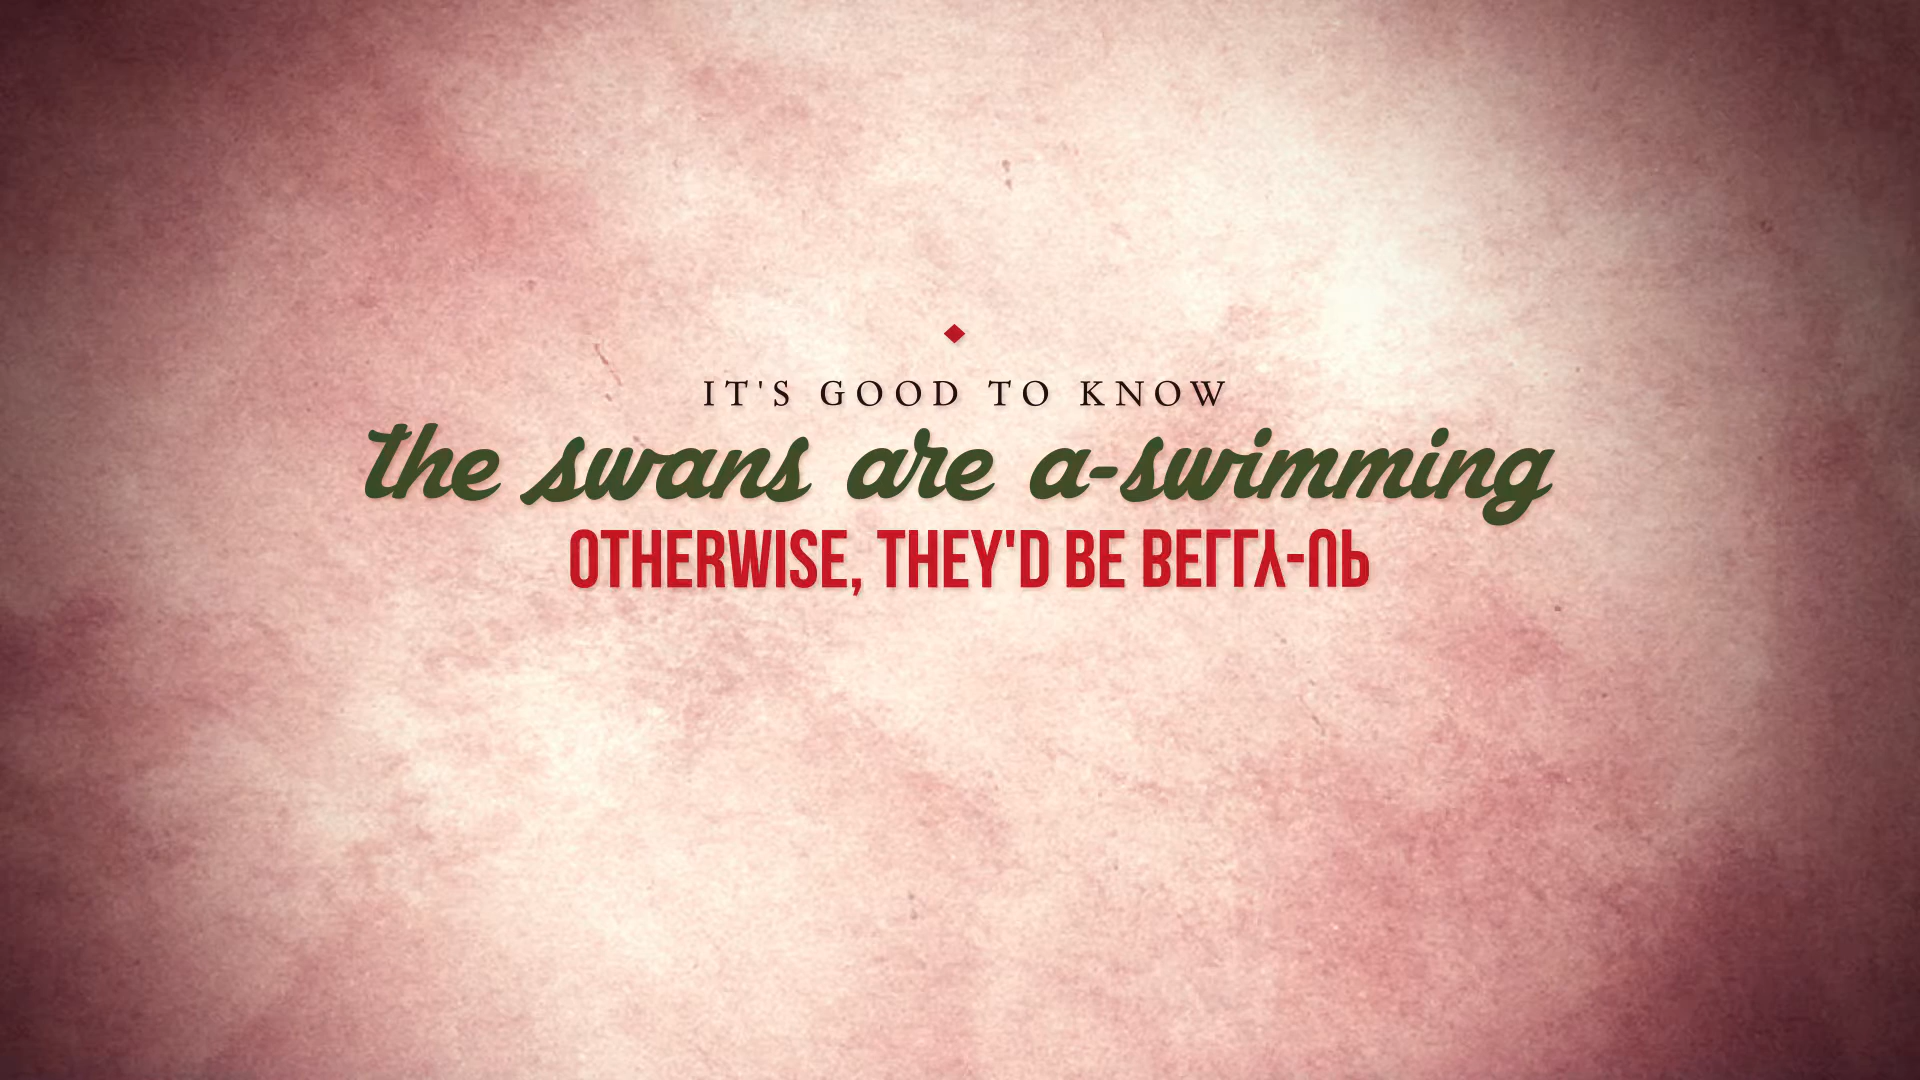 IT'S GOOD TO KNOW
the swans are a-swimming
OTHERWISE, THEY'D BE BELLY-UP